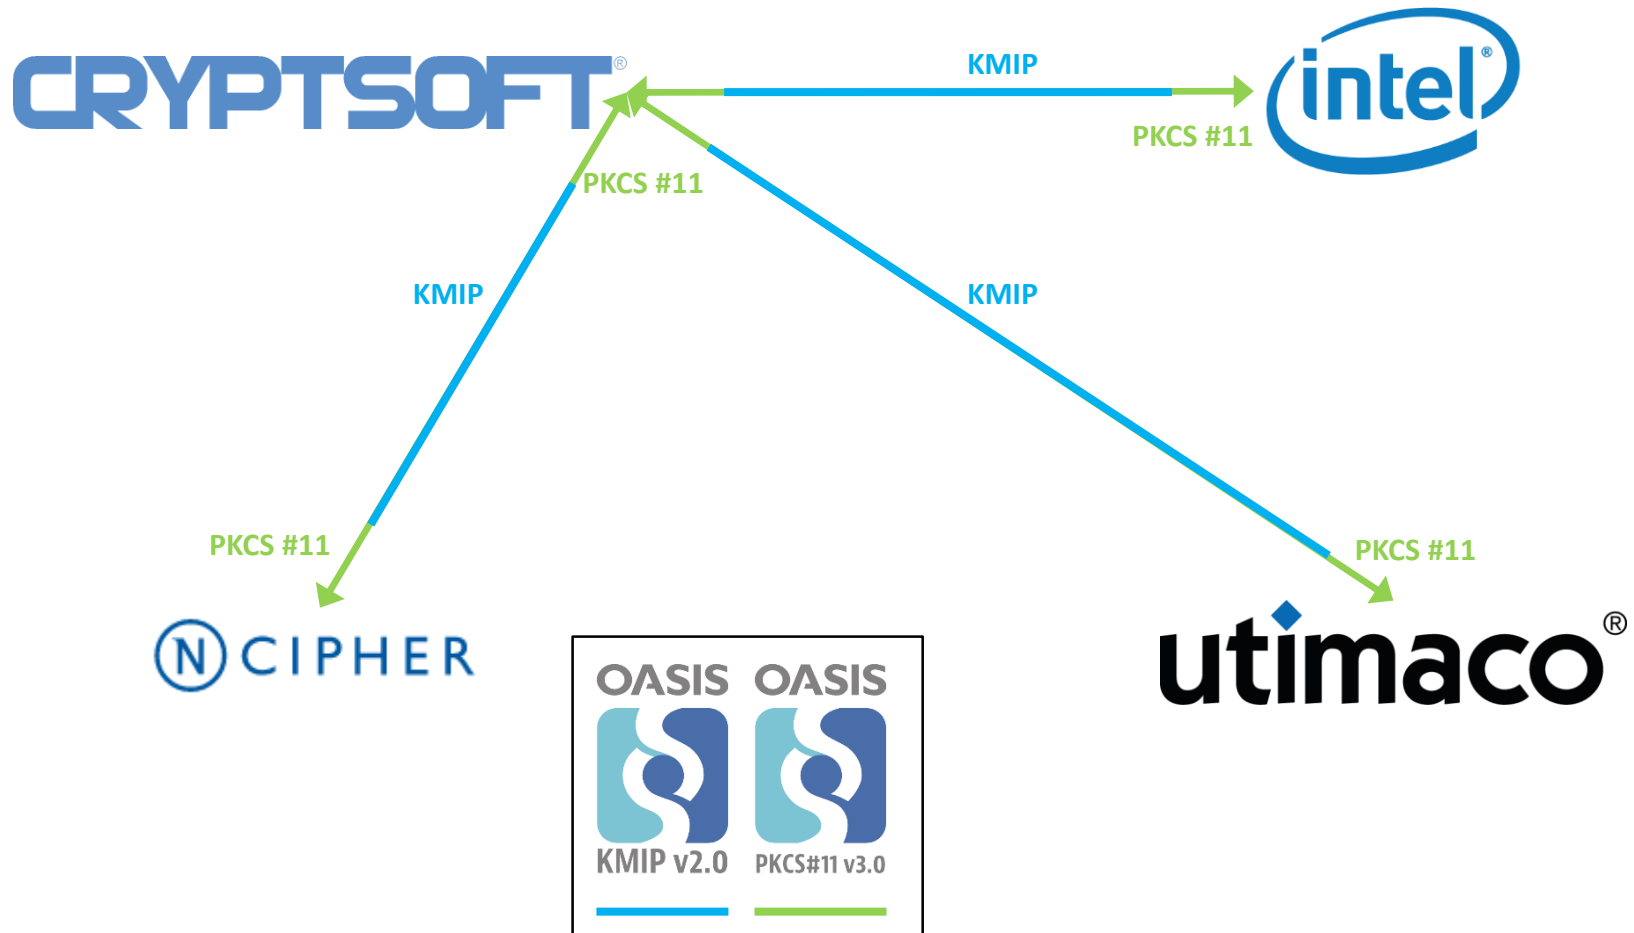 CRYPTSOFT®
KMIP
intel®
PKCS #11
PKCS #11
KMIP
KMIP
PKCS #11
PKCS #11
NCIPHER
utimaco®
OASIS OASIS
KMIP v2.0 PKCS#11 v3.0